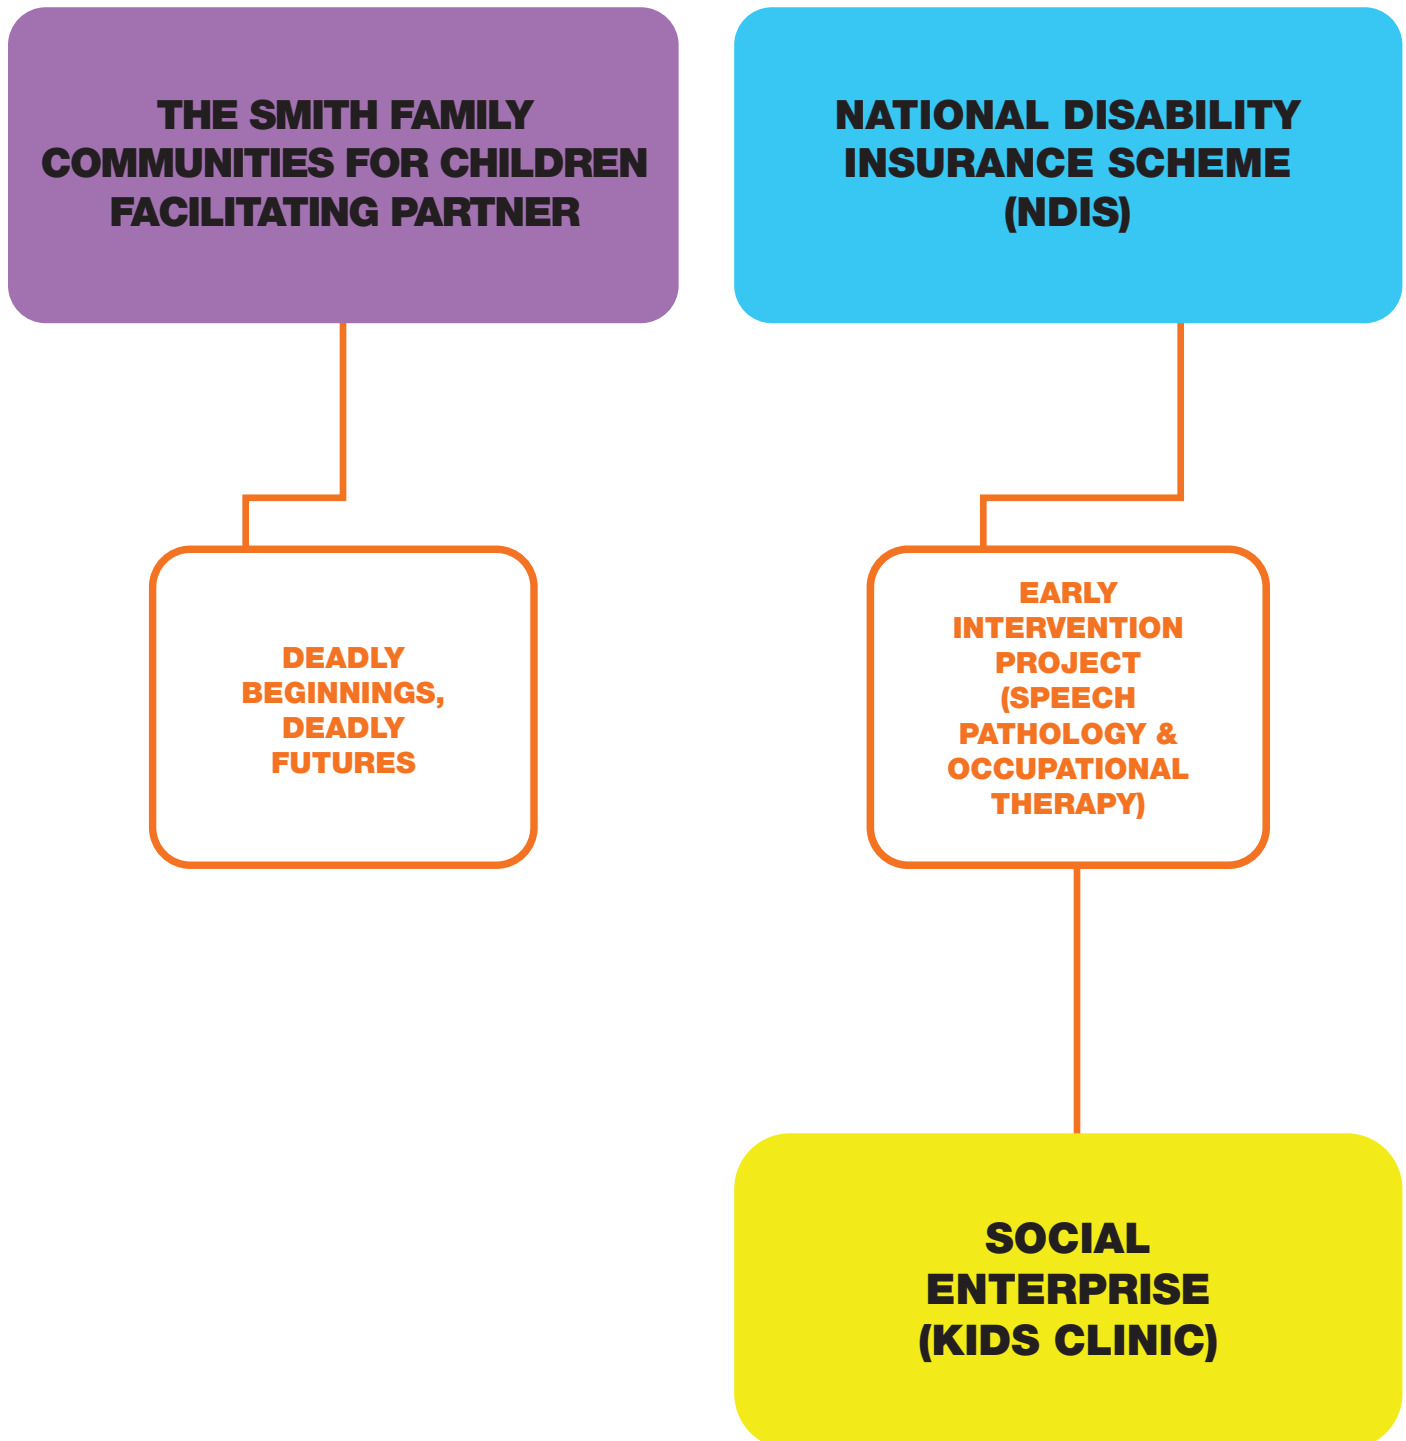 THE SMITH FAMILY
COMMUNITIES FOR CHILDREN
FACILITATING PARTNER
NATIONAL DISABILITY
INSURANCE SCHEME
(NDIS)
DEADLY
BEGINNINGS,
DEADLY
FUTURES
EARLY
INTERVENTION
PROJECT
(SPEECH
PATHOLOGY &
OCCUPATIONAL
THERAPY)
SOCIAL
ENTERPRISE
(KIDS CLINIC)